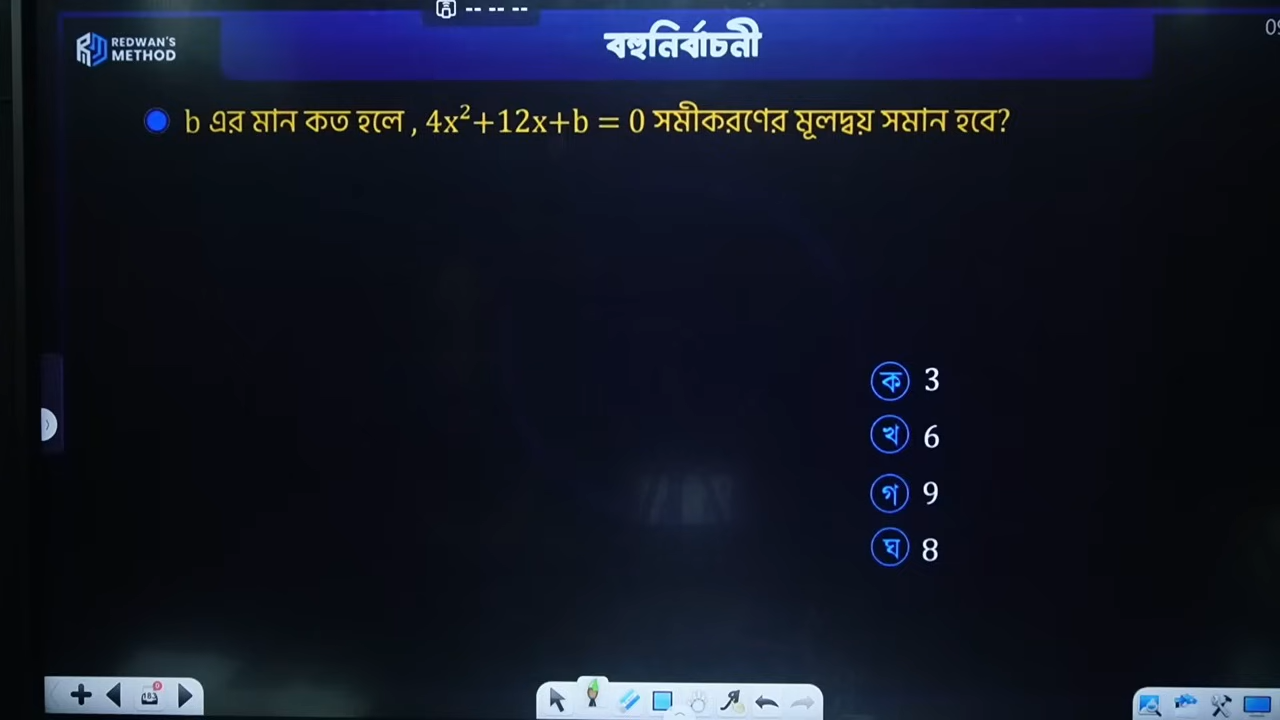 REDWAN'S
METHOD
বহুনির্বাচনী
b এর মান কত হলে , 4x²+12x+b = 0 সমীকরণের মূলদ্বয় সমান হবে?
ক 3
খ 6
গ 9
ঘ 8